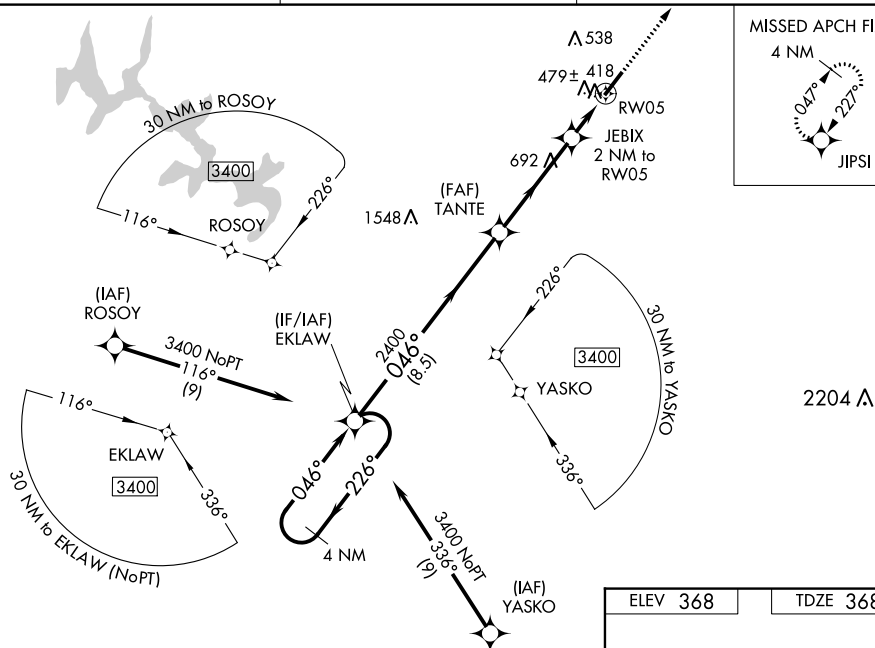 538
479± 418
RW05
JEBIX
2 NM to
RW05
692
(FAF)
TANTE
1548
30 NM to ROSOY
3400
116°
226°
ROSOY
MISSED APCH FI
4 NM
047°
227°
JIPSI
(IAF)
ROSOY
3400 NoPT
116°
(9)
(IF/IAF)
EKLAW
2400
046°
(8.5)
226°
30 NM to YASKO
3400
YASKO
336°
2204
116°
EKLAW
3400
336°
30 NM to EKLAW (NoPT)
046°
226°
4 NM
3400 NoPT
336°
(9)
(IAF)
YASKO
ELEV 368
TDZE 368